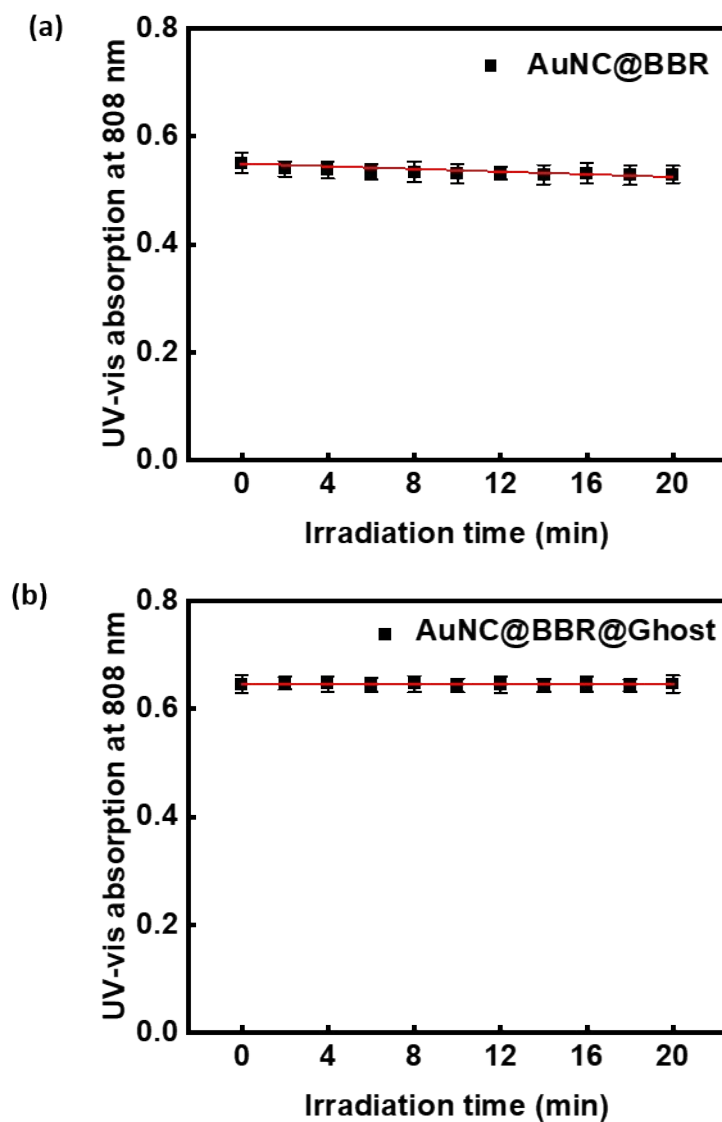 (a)
AuNC@BBR
UV-vis absorption at 808 nm
0.8
0.6
0.4
0.2
0.0
0 4 8 12 16 20
Irradiation time (min)
(b)
AuNC@BBR@Ghost
UV-vis absorption at 808 nm
0.8
0.6
0.4
0.2
0.0
0 4 8 12 16 20
Irradiation time (min)